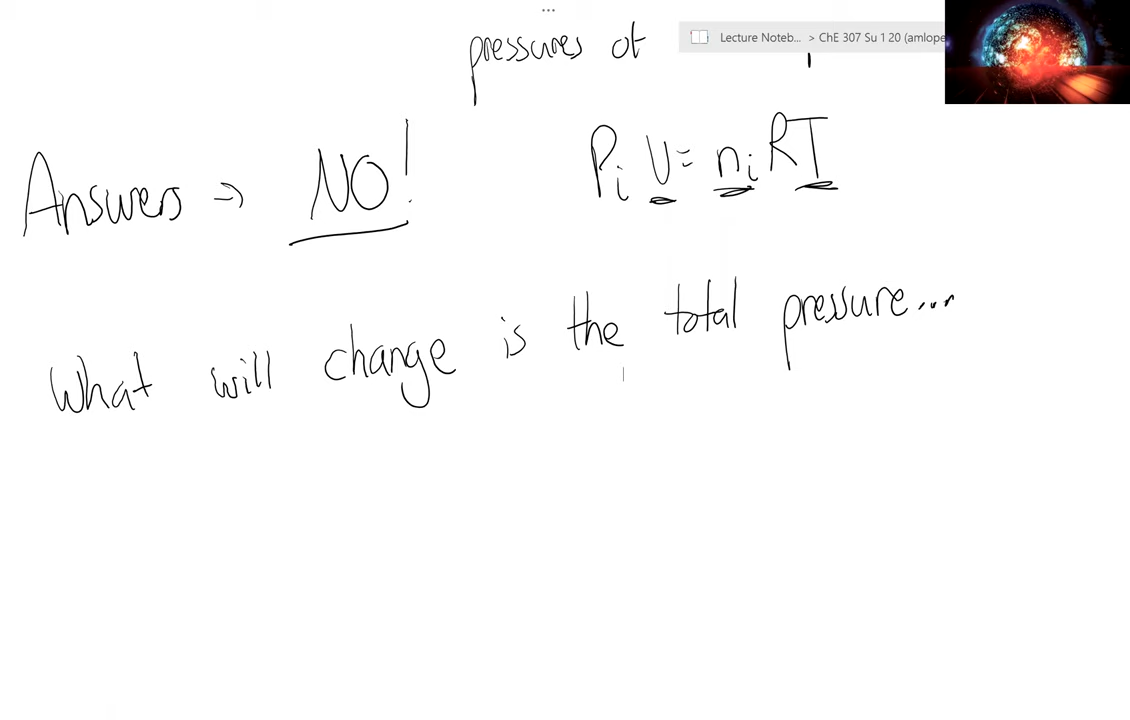 ...
pressures of
Lecture Noteb... > ChE 307 Su 1 20 (amlope
PᵢV = nᵢRT
Answers ⇒ NO!
What will change is the total pressure...